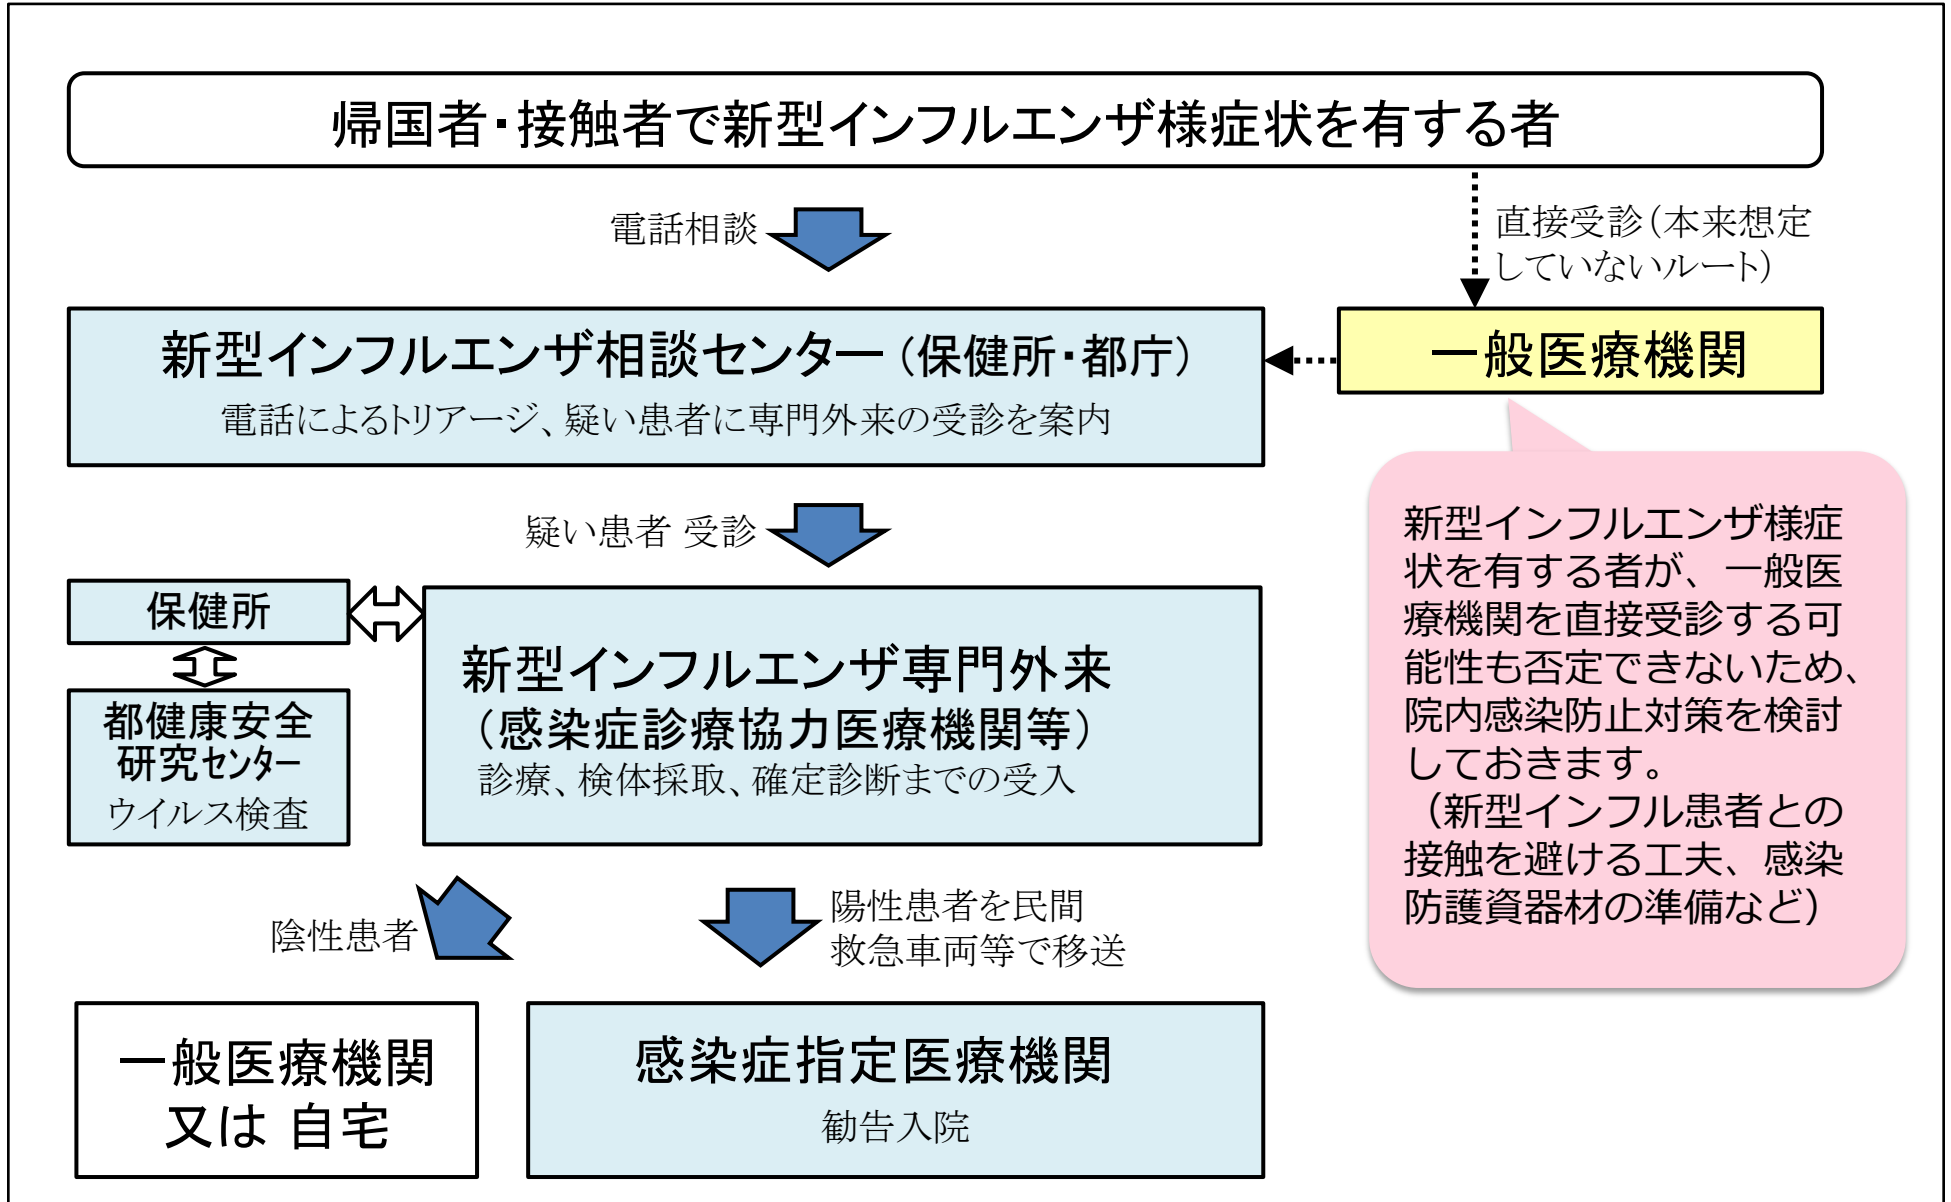 帰国者・接触者で新型インフルエンザ様症状を有する者
電話相談
直接受診（本来想定
していないルート）
新型インフルエンザ相談センター（保健所・都庁）
電話によるトリアージ、疑い患者に専門外来の受診を案内
一般医療機関
疑い患者 受診
新型インフルエンザ様症
状を有する者が、一般医
療機関を直接受診する可
能性も否定できないため、
院内感染防止対策を検討
しておきます。
（新型インフル患者との
接触を避ける工夫、感染
防護資器材の準備など）
保健所
都健康安全
研究ｾﾝﾀｰ
ウイルス検査
新型インフルエンザ専門外来
（感染症診療協力医療機関等）
診療、検体採取、確定診断までの受入
陰性患者
陽性患者を民間
救急車両等で移送
一般医療機関
又は 自宅
感染症指定医療機関
勧告入院